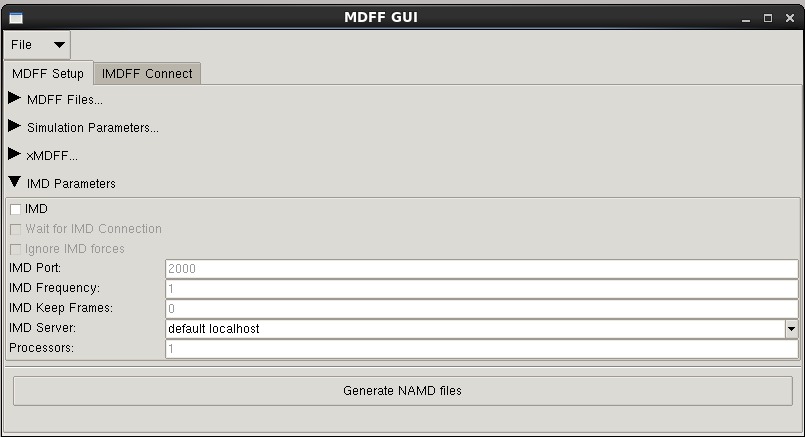 MDFF GUI
File
MDFF Setup IMDFF Connect
MDFF Files...
Simulation Parameters...
xMDFF...
IMD Parameters
IMD
Wait for IMD Connection
Ignore IMD forces
IMD Port: 2000
IMD Frequency: 1
IMD Keep Frames: 0
IMD Server: default localhost
Processors: 1
Generate NAMD files